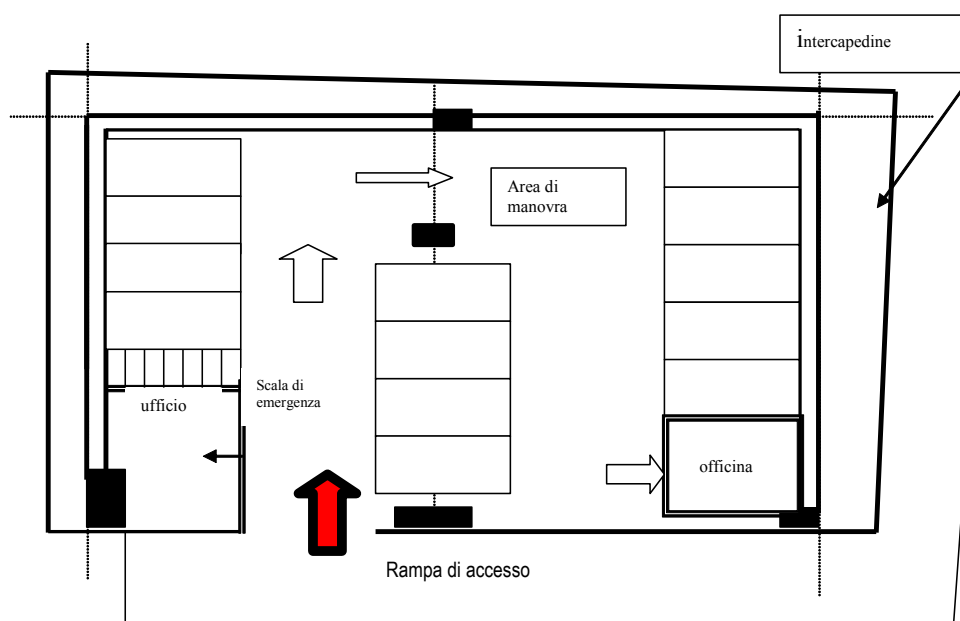 intercapedine
Area di
manovra
Scala di
emergenza
ufficio
officina
Rampa di accesso